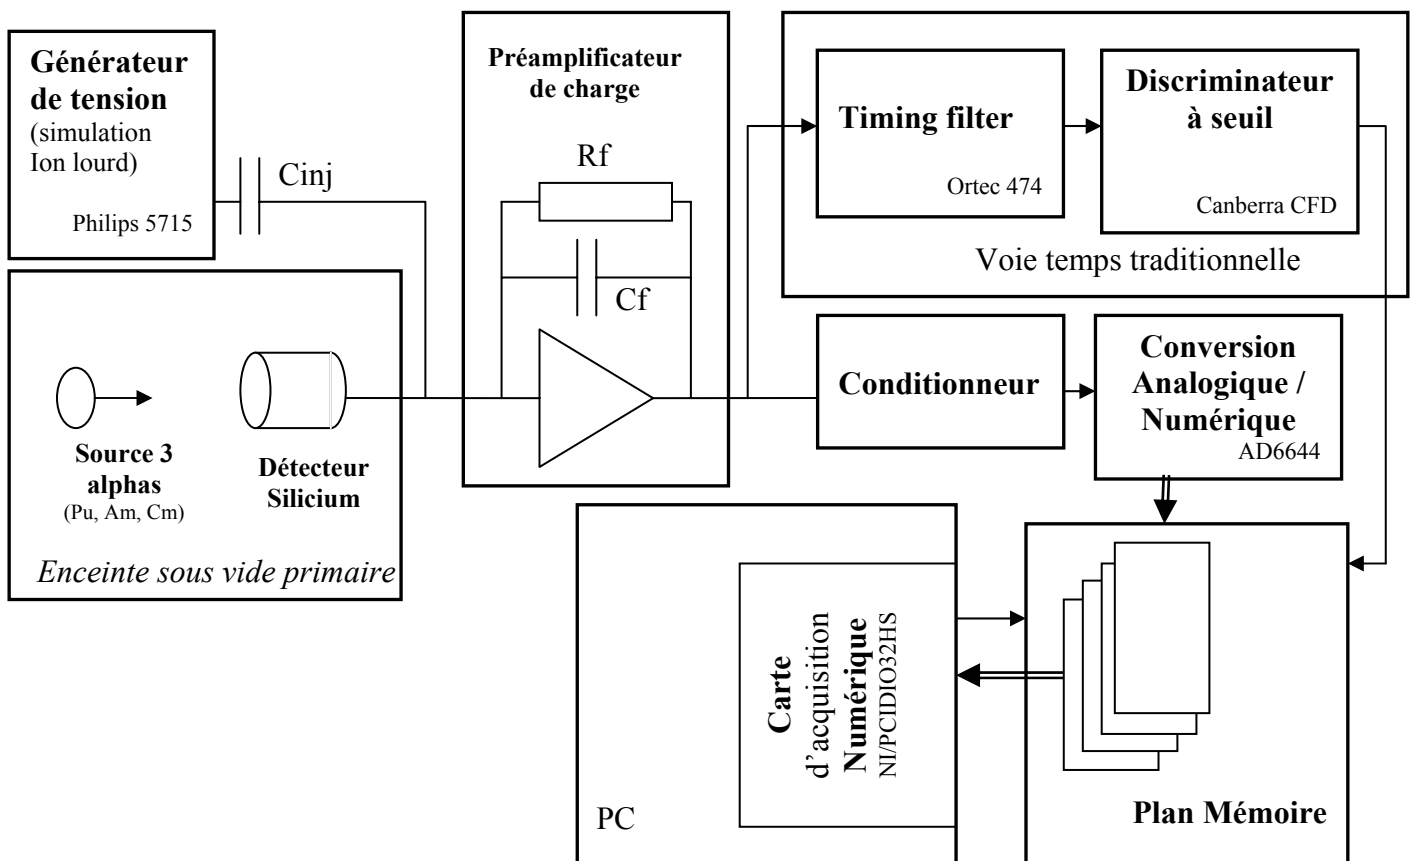 Générateur
de tension
(simulation
Ion lourd)
Philips 5715
Cinj
Préamplificateur
de charge
Rf
Cf
Timing filter
Ortec 474
Discriminateur
à seuil
Canberra CFD
Voie temps traditionnelle
Source 3
alphas
(Pu, Am, Cm)
Détecteur
Silicium
Enceinte sous vide primaire
Conditionneur
Conversion
Analogique /
Numérique
AD6644
PC
Carte
d'acquisition
Numérique
NI/PCIDIO32HS
Plan Mémoire